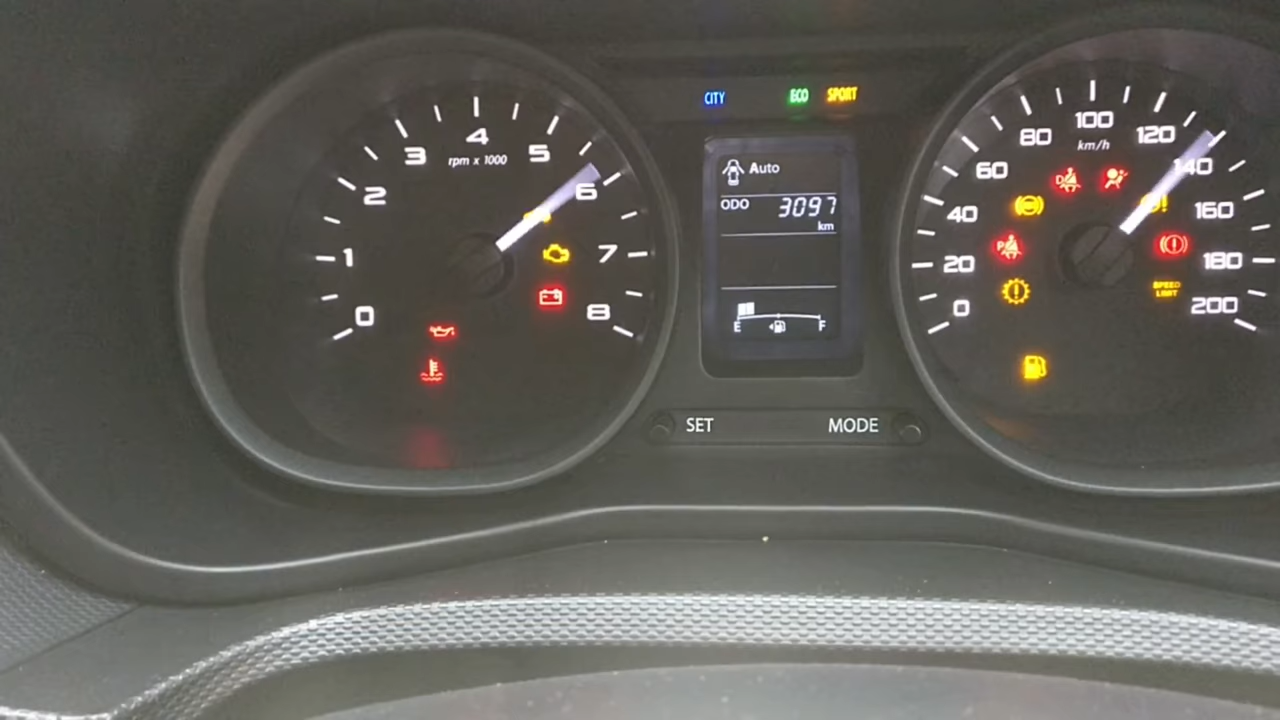 CITY ECO SPORT
0 1 2 3 4 5 6 7 8
rpm x 1000
Auto
ODO 3097
km
E F
SET MODE
0 20 40 60 80 100 120 140 160 180 200
km/h
D
P
SPEED
LIMIT